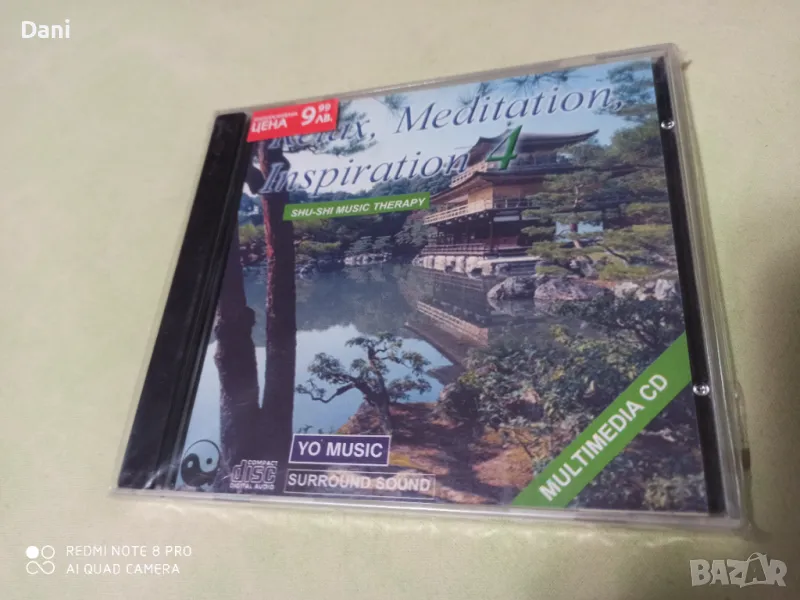 Dani
ЦЕНА 9.99 ЛВ.
Relax, Meditation,
Inspiration 4
SHU-SHI MUSIC THERAPY
MULTIMEDIA CD
YO MUSIC
COMPACT
disc
DIGITAL AUDIO
SURROUND SOUND
REDMI NOTE 8 PRO
AI QUAD CAMERA
BAZAR